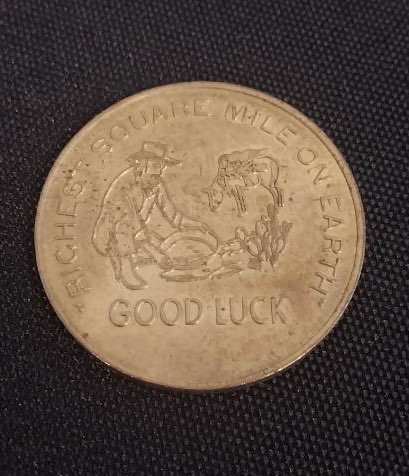 "RICHEST SQUARE MILE ON EARTH"
GOOD LUCK